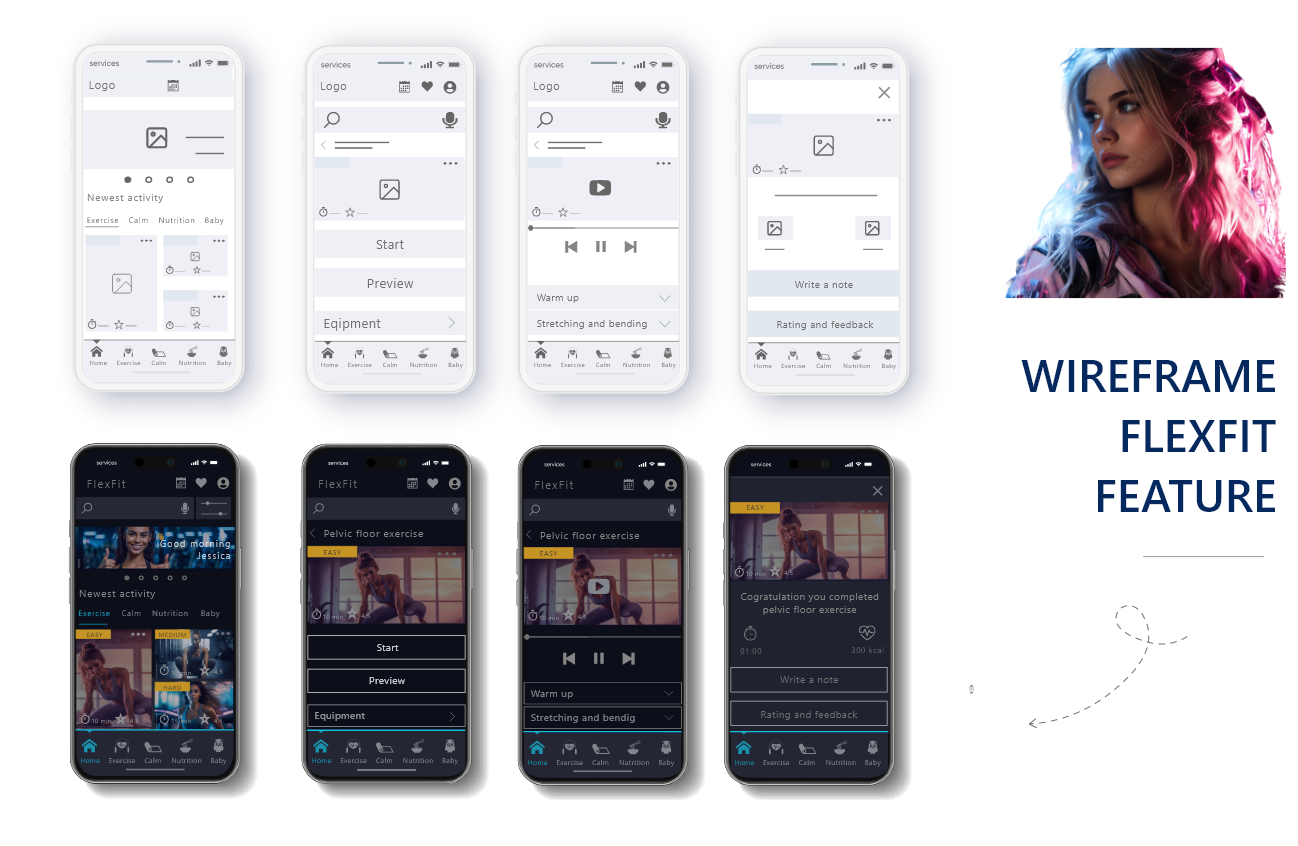 services
Logo
Newest activity
Exercise Calm Nutrition Baby
Home Exercise Calm Nutrition Baby
services
Logo
Start
Preview
Eqipment
Home Exercise Calm Nutrition Baby
services
Logo
Warm up
Stretching and bending
Home Exercise Calm Nutrition Baby
services
Write a note
Rating and feedback
Home Exercise Calm Nutrition Baby
WIREFRAME
FLEXFIT
FEATURE
services
FlexFit
Good morning
Jessica
Newest activity
Exercise Calm Nutrition Baby
EASY
MEDIUM
4.5
HARD
10 min 4.5
15 min 4.5
Home Exercise Calm Nutrition Baby
services
FlexFit
Pelvic floor exercise
EASY
10 min 4.5
Start
Preview
Equipment
Home Exercise Calm Nutrition Baby
services
FlexFit
Pelvic floor exercise
EASY
10 min 4.5
Warm up
Stretching and bendig
Home Exercise Calm Nutrition Baby
services
EASY
10 min 4.5
Cogratulation you completed
pelvic floor exercise
01:00 300 kcal
Write a note
Rating and feedback
Home Exercise Calm Nutrition Baby